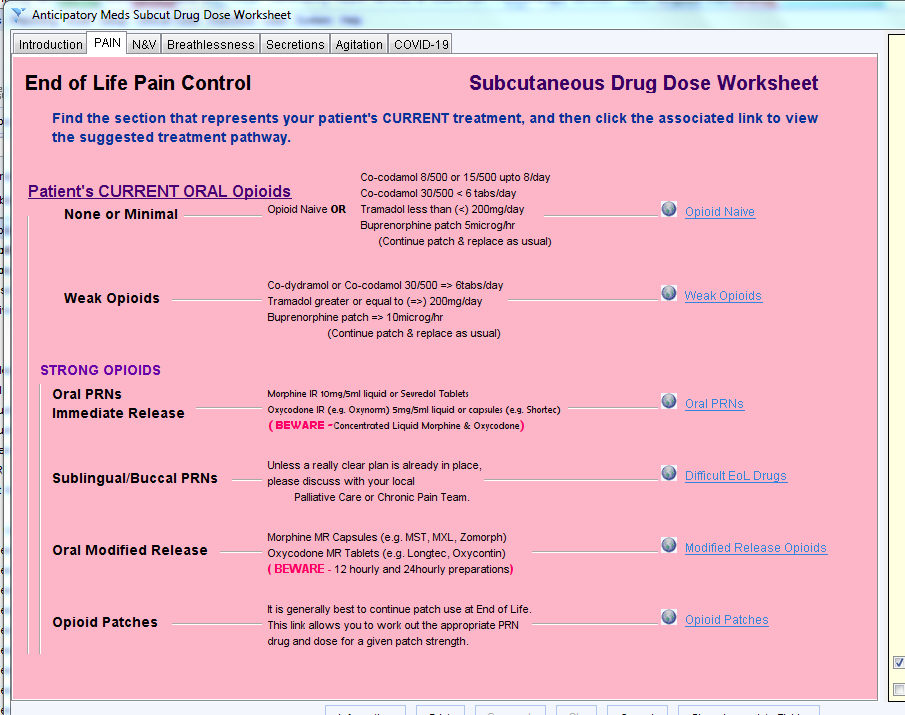 Anticipatory Meds Subcut Drug Dose Worksheet
Introduction PAIN N&V Breathlessness Secretions Agitation COVID-19
End of Life Pain Control
Subcutaneous Drug Dose Worksheet
Find the section that represents your patient's CURRENT treatment, and then click the associated link to view
the suggested treatment pathway.
Patient's CURRENT ORAL Opioids
None or Minimal
Opioid Naive OR
Co-codamol 8/500 or 15/500 upto 8/day
Co-codamol 30/500 < 6 tabs/day
Tramadol less than (<) 200mg/day
Buprenorphine patch 5microg/hr
(Continue patch & replace as usual)
Opioid Naive
Weak Opioids
Co-dydramol or Co-codamol 30/500 => 6tabs/day
Tramadol greater or equal to (=>) 200mg/day
Buprenorphine patch => 10microg/hr
(Continue patch & replace as usual)
Weak Opioids
STRONG OPIOIDS
Oral PRNs
Immediate Release
Morphine IR 10mg/5ml liquid or Sevredol Tablets
Oxycodone IR (e.g. Oxynorm) 5mg/5ml liquid or capsules (e.g. Shortec)
( BEWARE -Concentrated Liquid Morphine & Oxycodone)
Oral PRNs
Sublingual/Buccal PRNs
Unless a really clear plan is already in place,
please discuss with your local
Palliative Care or Chronic Pain Team.
Difficult EoL Drugs
Oral Modified Release
Morphine MR Capsules (e.g. MST, MXL, Zomorph)
Oxycodone MR Tablets (e.g. Longtec, Oxycontin)
( BEWARE - 12 hourly and 24hourly preparations)
Modified Release Opioids
Opioid Patches
It is generally best to continue patch use at End of Life.
This link allows you to work out the appropriate PRN
drug and dose for a given patch strength.
Opioid Patches